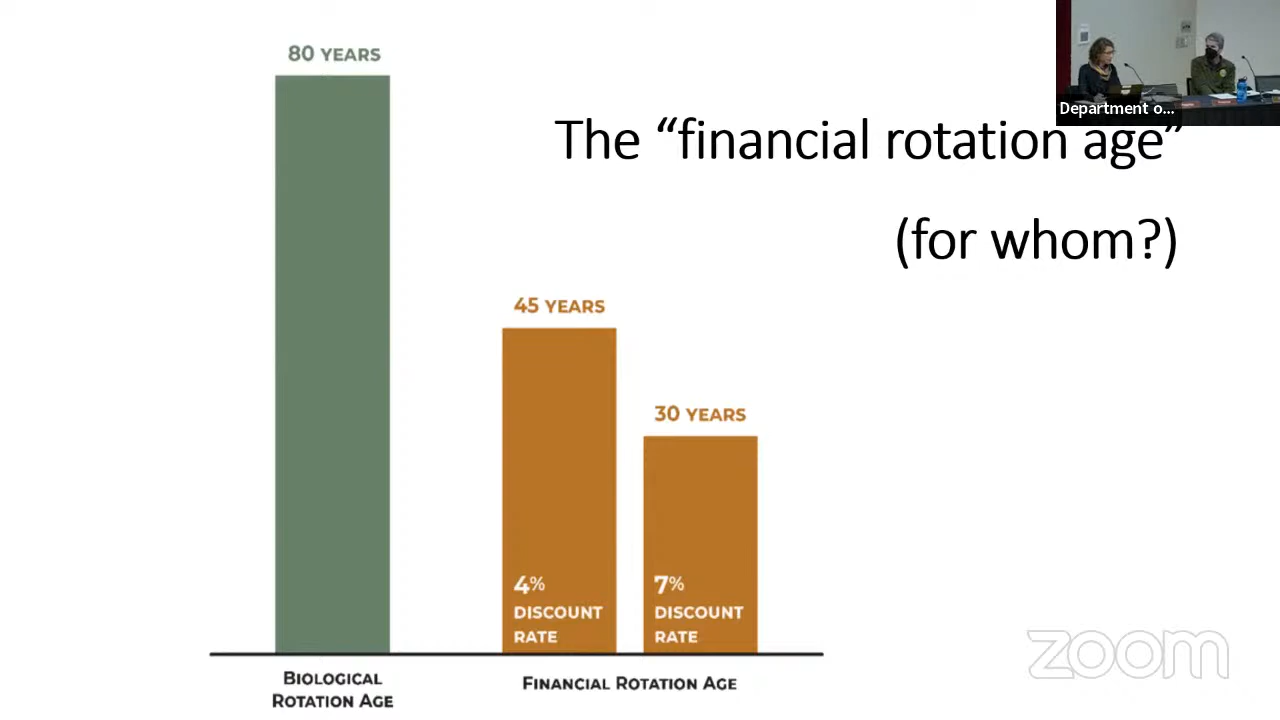 80 YEARS
The “financial rotation age”
(for whom?)
45 YEARS
30 YEARS
4%
DISCOUNT
RATE
7%
DISCOUNT
RATE
BIOLOGICAL
ROTATION AGE
FINANCIAL ROTATION AGE
Department o...
zoom